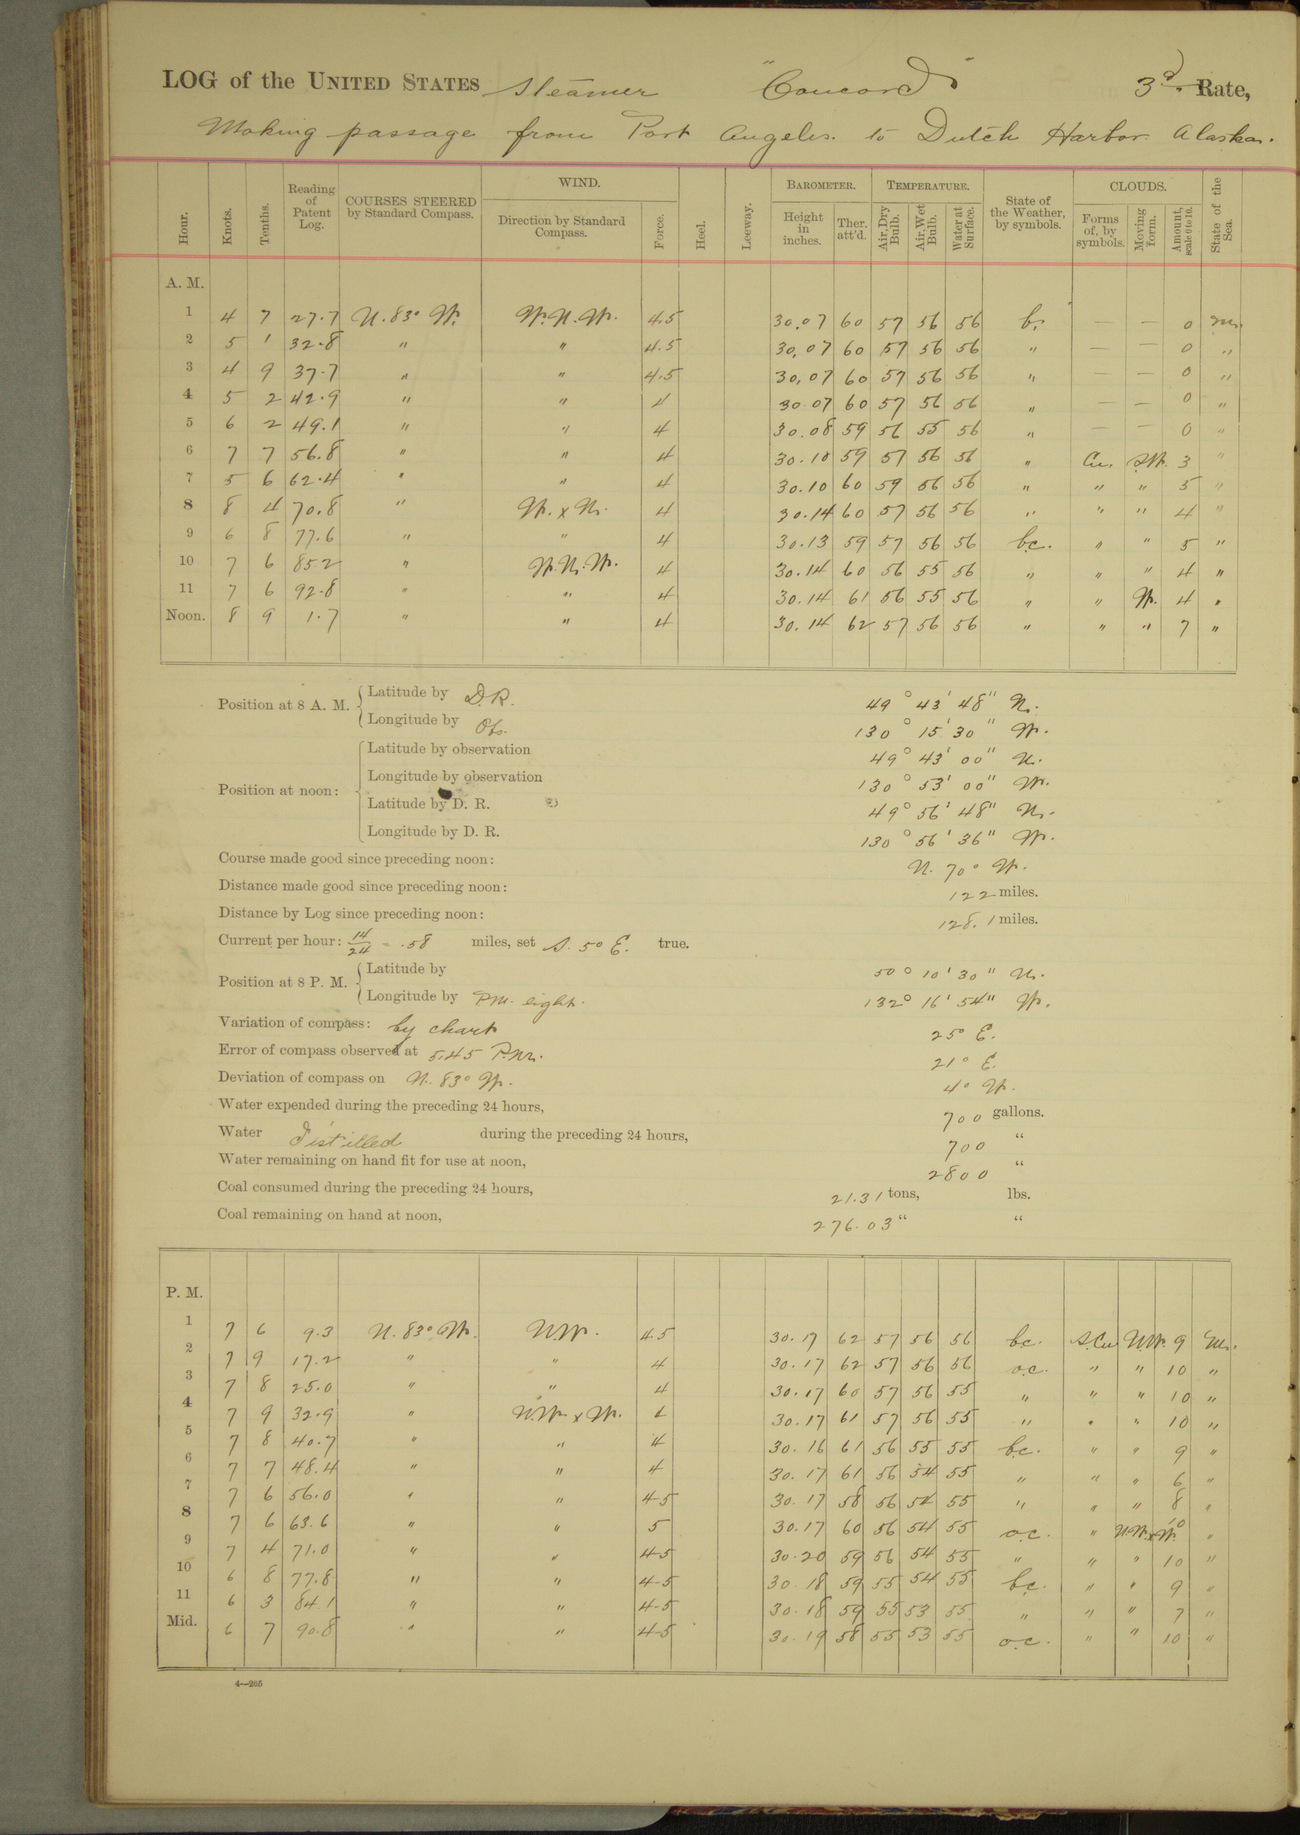 LOG of the UNITED STATES Steamer "Concord" 3d. Rate,
Making passage from Port Angeles. to Dutch Harbor Alaska.
Hour. Knots. Tenths. Reading of Patent Log. COURSES STEERED by Standard Compass. WIND. Direction by Standard Compass. Force. Heel. Leeway. BAROMETER. Height in inches. Ther. att'd. TEMPERATURE. Air, Dry Bulb. Air, Wet Bulb. Water at Surface. State of the Weather, by symbols. CLOUDS. Forms of, by symbols. Moving form. Amount, scale 0 to 10. State of the Sea.
A. M.
1 4 7 27.7 N. 83° W. W.N.W. 4.5 30.07 60 57 56 56 b. — — 0 m.
2 5 1 32.8 " " 4.5 30.07 60 57 56 56 " — — 0 "
3 4 9 37.7 " " 4.5 30.07 60 57 56 56 " — — 0 "
4 5 2 42.9 " " 4 30.07 60 57 56 56 " — — 0 "
5 6 2 49.1 " " 4 30.08 59 56 55 56 " — — 0 "
6 7 7 56.8 " " 4 30.10 59 57 56 56 " Cu. S.W. 3 "
7 5 6 62.4 " " 4 30.10 60 59 56 56 " " " 5 "
8 8 4 70.8 " W. x N. 4 30.14 60 57 56 56 " " " 4 "
9 6 8 77.6 " " 4 30.13 59 57 56 56 b.c. " " 5 "
10 7 6 85.2 " W.N.W. 4 30.14 60 56 55 56 " " " 4 "
11 7 6 92.8 " " 4 30.14 61 56 55 56 " " W. 4 "
Noon. 8 9 1.7 " " 4 30.14 62 57 56 56 " " " 7 "
Position at 8 A. M. Latitude by D.R. 49° 43' 48" N.
Longitude by Obs. 130° 15' 30" W.
Position at noon: Latitude by observation 49° 43' 00" N.
Longitude by observation 130° 53' 00" W.
Latitude by D. R. 49° 56' 48" N.
Longitude by D. R. 130° 56' 36" W.
Course made good since preceding noon: N. 70° W.
Distance made good since preceding noon: 122 miles.
Distance by Log since preceding noon: 128.1 miles.
Current per hour: 14/24 = .58 miles, set S. 5° E. true.
Position at 8 P. M. Latitude by 50° 10' 30" N.
Longitude by P.M. sight. 132° 16' 54" W.
Variation of compass: by chart 25° E.
Error of compass observed at 5.45 P.M. 21° E.
Deviation of compass on N. 83° W. 4° W.
Water expended during the preceding 24 hours, 700 gallons.
Water distilled during the preceding 24 hours, 700 "
Water remaining on hand fit for use at noon, 2800 "
Coal consumed during the preceding 24 hours, 21.31 tons, lbs.
Coal remaining on hand at noon, 276.03 " "
P. M.
1 7 6 9.3 N. 83° W. N.W. 4.5 30.17 62 57 56 56 b.c. S.Cu N.W. 9 m.
2 7 9 17.2 " " 4 30.17 62 57 56 56 o.c. " " 10 "
3 7 8 25.0 " " 4 30.17 60 57 56 55 " " " 10 "
4 7 9 32.9 " N.W. x W. 4 30.17 61 57 56 55 " " " 10 "
5 7 8 40.7 " " 4 30.16 61 56 55 55 b.c. " " 9 "
6 7 7 48.4 " " 4 30.17 61 56 54 55 " " " 6 "
7 7 6 56.0 " " 4-5 30.17 58 56 54 55 " " " 8 "
8 7 6 63.6 " " 5 30.17 60 56 54 55 o.c. " N.W.xW. 10 "
9 7 4 71.0 " " 4-5 30.20 59 56 54 55 " " " 10 "
10 6 8 77.8 " " 4-5 30.18 59 55 54 55 b.c. " " 9 "
11 6 3 84.1 " " 4-5 30.18 59 55 53 55 " " " 7 "
Mid. 6 7 90.8 " " 4-5 30.19 58 55 53 55 o.c. " " 10 "
4—265